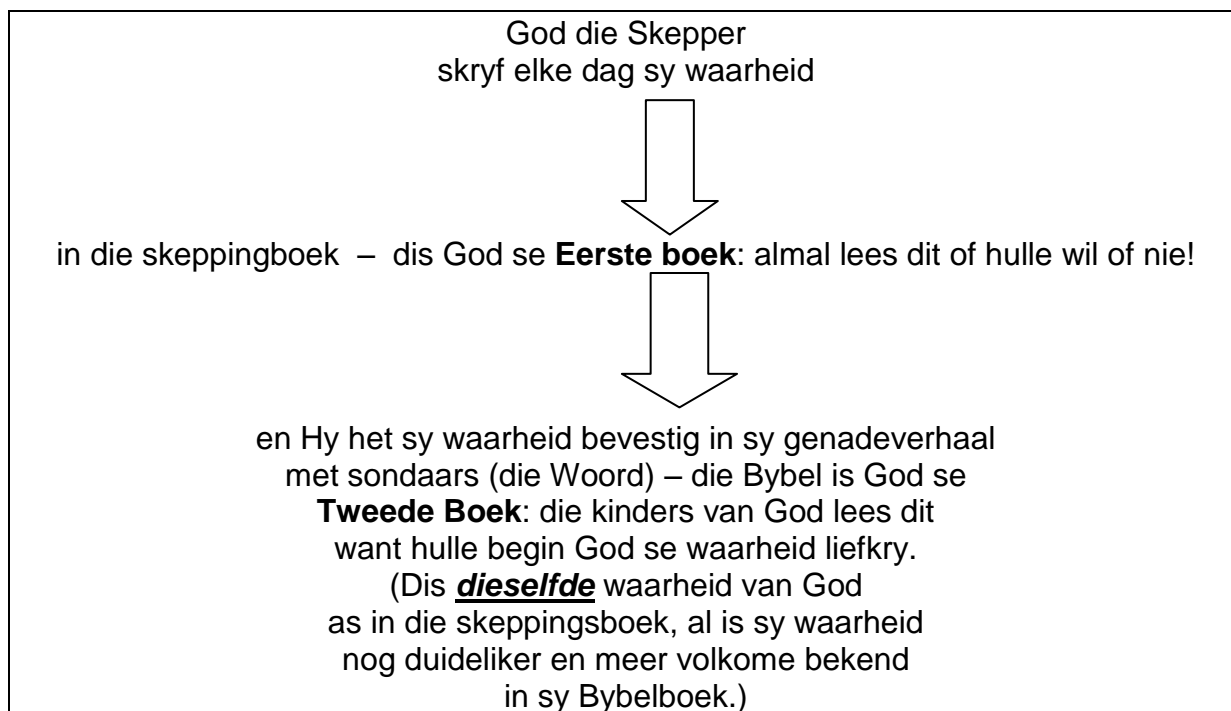 God die Skepper
skryf elke dag sy waarheid
in die skeppingboek – dis God se Eerste boek: almal lees dit of hulle wil of nie!
en Hy het sy waarheid bevestig in sy genadeverhaal
met sondaars (die Woord) – die Bybel is God se
Tweede Boek: die kinders van God lees dit
want hulle begin God se waarheid liefkry.
(Dis dieselfde waarheid van God
as in die skeppingsboek, al is sy waarheid
nog duideliker en meer volkome bekend
in sy Bybelboek.)